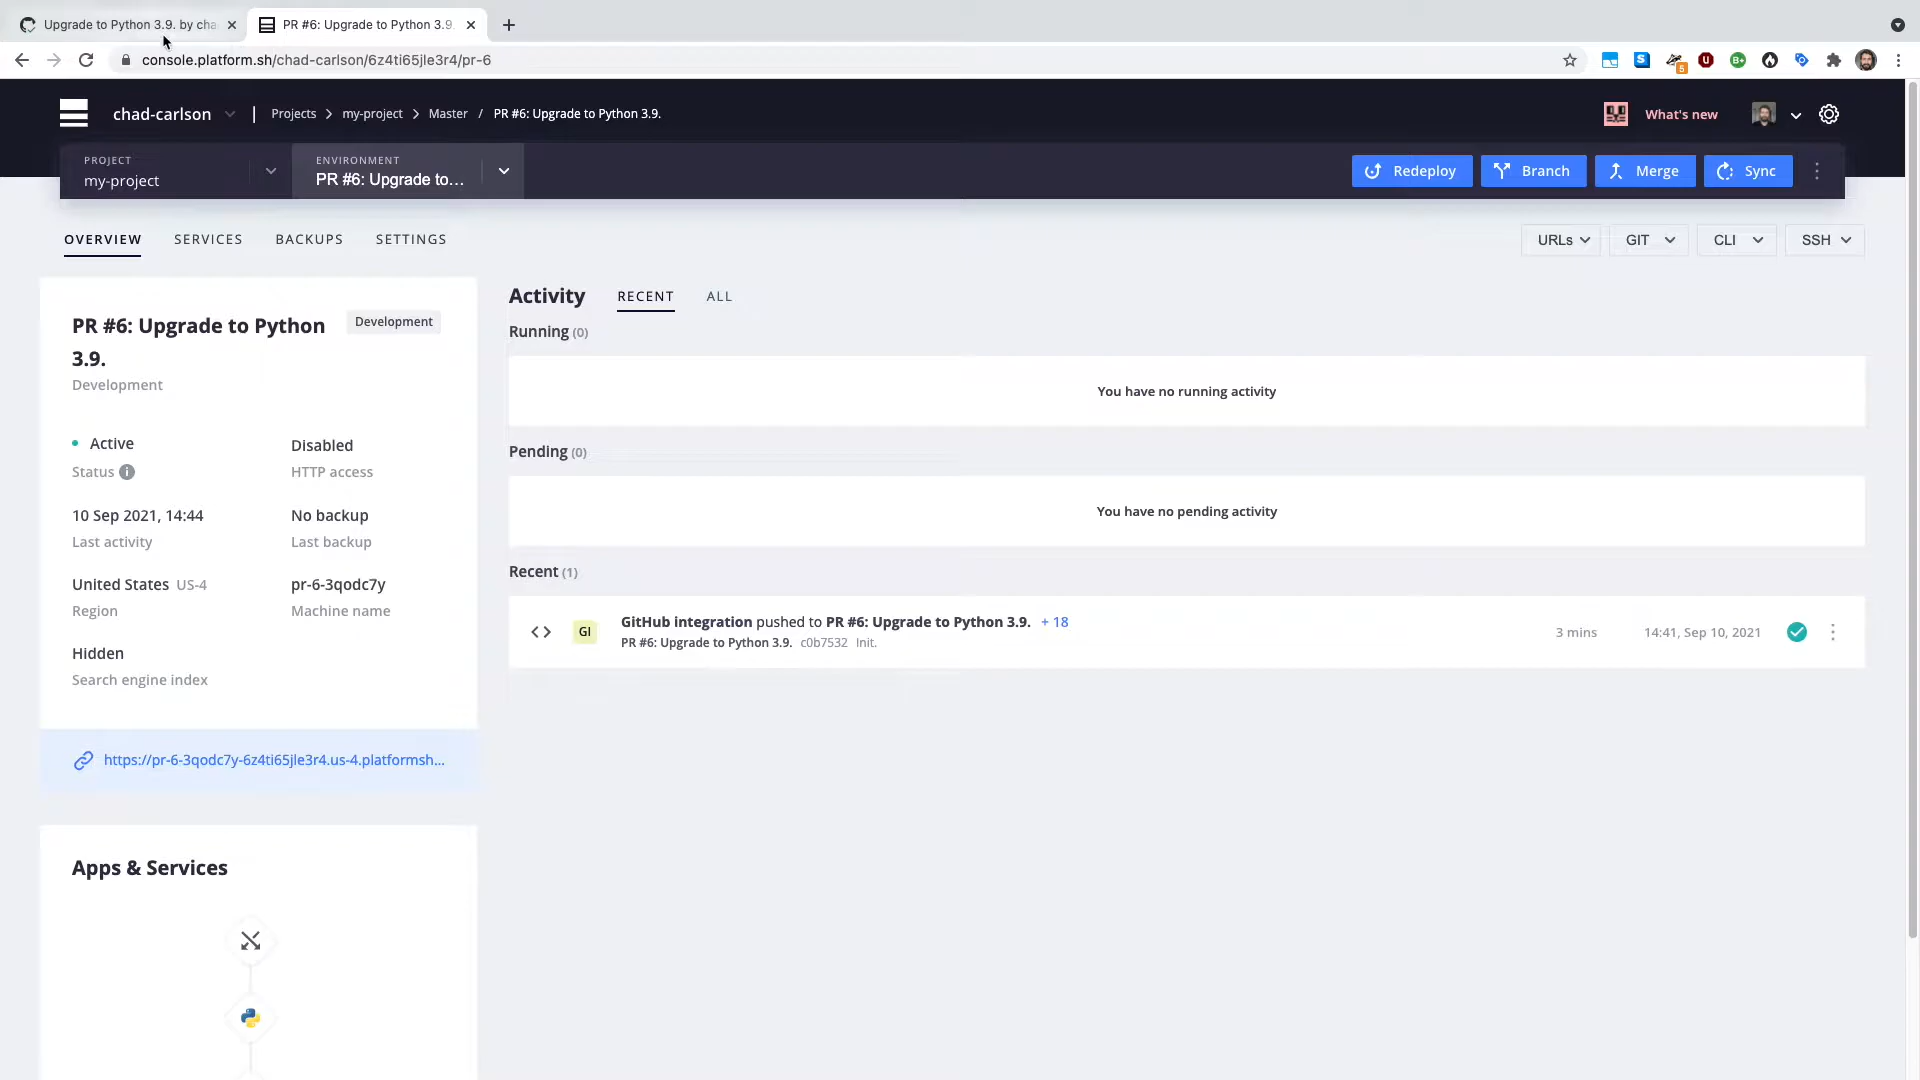 Upgrade to Python 3.9. by cha
PR #6: Upgrade to Python 3.9.
console.platform.sh/chad-carlson/6z4ti65jle3r4/pr-6
5
chad-carlson
Projects > my-project > Master / PR #6: Upgrade to Python 3.9.
What's new
PROJECT
my-project
ENVIRONMENT
PR #6: Upgrade to...
Redeploy
Branch
Merge
Sync
OVERVIEW
SERVICES
BACKUPS
SETTINGS
URLs
GIT
CLI
SSH
PR #6: Upgrade to Python
3.9.
Development
Development
Active
Status
Disabled
HTTP access
10 Sep 2021, 14:44
Last activity
No backup
Last backup
United States US-4
Region
pr-6-3qodc7y
Machine name
Hidden
Search engine index
https://pr-6-3qodc7y-6z4ti65jle3r4.us-4.platformsh...
Apps & Services
Activity
RECENT
ALL
Running (0)
You have no running activity
Pending (0)
You have no pending activity
Recent (1)
GI
GitHub integration pushed to PR #6: Upgrade to Python 3.9. + 18
PR #6: Upgrade to Python 3.9. c0b7532 Init.
3 mins
14:41, Sep 10, 2021